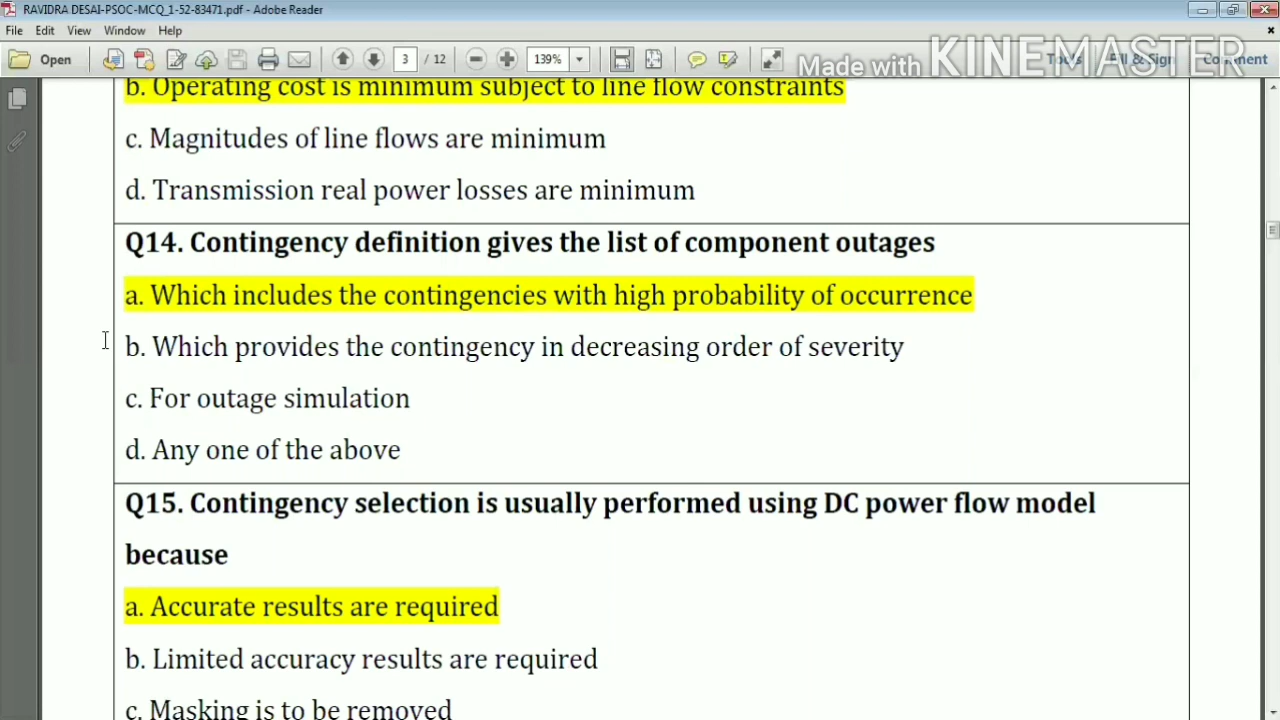 RAVIDRA DESAI-PSOC-MCQ_1-52-83471.pdf - Adobe Reader
File Edit View Window Help
Open 3 / 12 139% Tools Fill & Sign Comment
Made with KINEMASTER
b. Operating cost is minimum subject to line flow constraints
c. Magnitudes of line flows are minimum
d. Transmission real power losses are minimum
Q14. Contingency definition gives the list of component outages
a. Which includes the contingencies with high probability of occurrence
b. Which provides the contingency in decreasing order of severity
c. For outage simulation
d. Any one of the above
Q15. Contingency selection is usually performed using DC power flow model
because
a. Accurate results are required
b. Limited accuracy results are required
c. Masking is to be removed